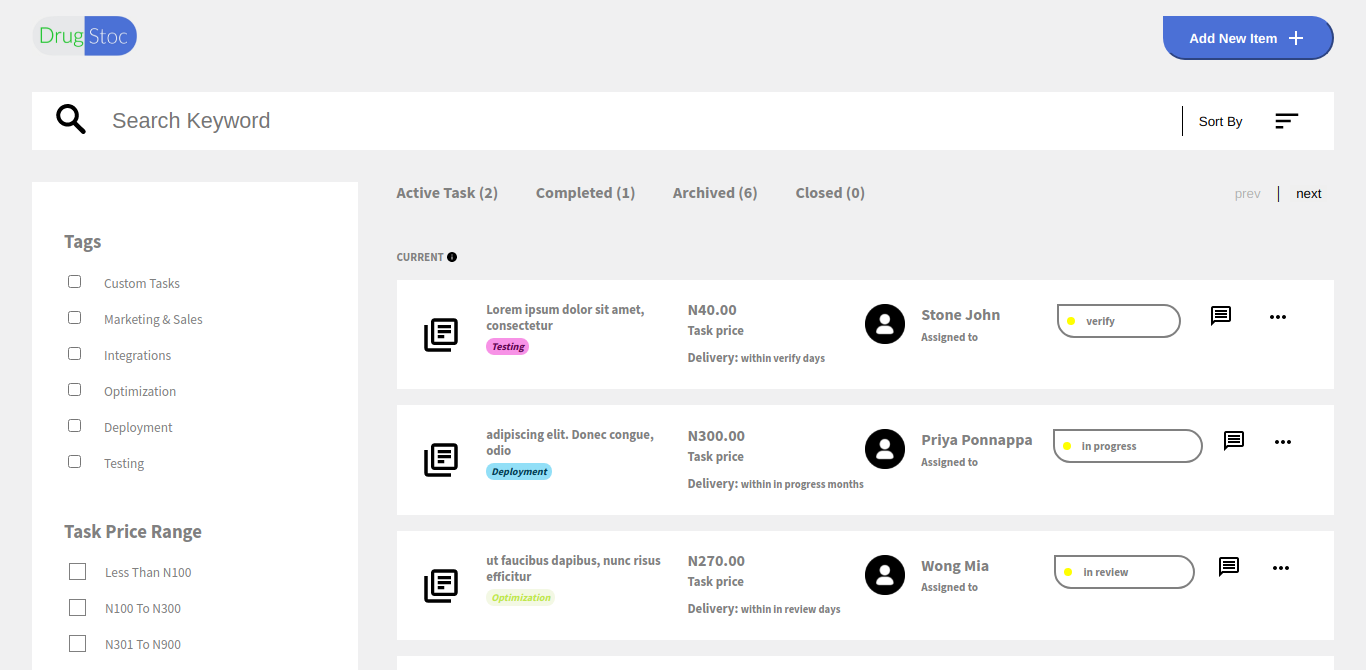 DrugStoc
Add New Item
Search Keyword
Sort By
Active Task (2) Completed (1) Archived (6) Closed (0) prev | next
Tags
Custom Tasks
Marketing & Sales
Integrations
Optimization
Deployment
Testing
Task Price Range
Less Than N100
N100 To N300
N301 To N900
CURRENT
Lorem ipsum dolor sit amet,
consectetur
Testing
N40.00
Task price
Delivery: within verify days
Stone John
Assigned to
verify
adipiscing elit. Donec congue,
odio
Deployment
N300.00
Task price
Delivery: within in progress months
Priya Ponnappa
Assigned to
in progress
ut faucibus dapibus, nunc risus
efficitur
Optimization
N270.00
Task price
Delivery: within in review days
Wong Mia
Assigned to
in review